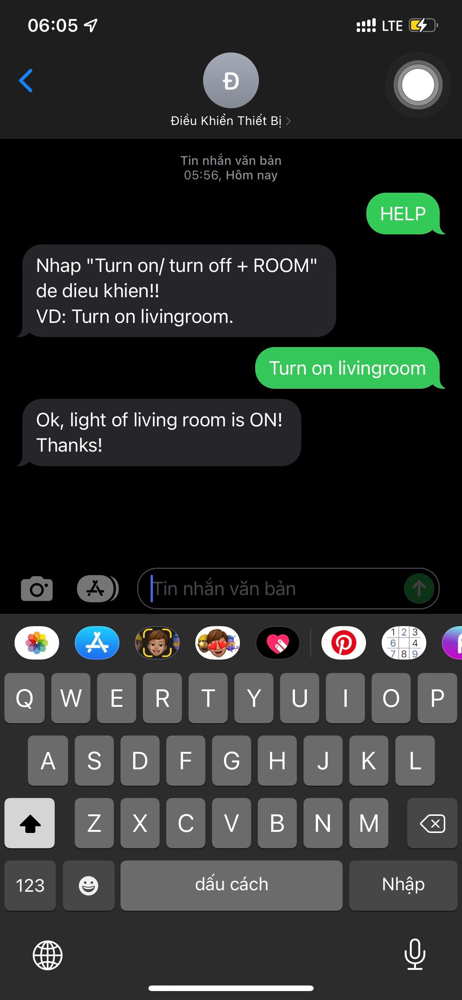 06:05
LTE
Đ
Điều Khiển Thiết Bị
Tin nhắn văn bản
05:56, Hôm nay
HELP
Nhap "Turn on/ turn off + ROOM"
de dieu khien!!
VD: Turn on livingroom.
Turn on livingroom
Ok, light of living room is ON!
Thanks!
Tin nhắn văn bản
1 2 3
6 4
7 8 9
Q W E R T Y U I O P
A S D F G H J K L
Z X C V B N M
123 dấu cách Nhập